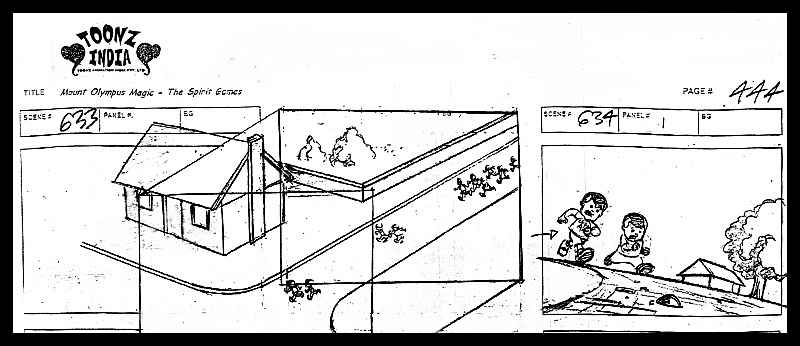 TOONZ
INDIA
TOONZ ANIMATION INDIA PVT. LTD
TITLE Mount Olympus Magic - The Spirit Games
PAGE # 444
SCENE # 633 PANEL # BG
SCENE # 634 PANEL # 1 BG